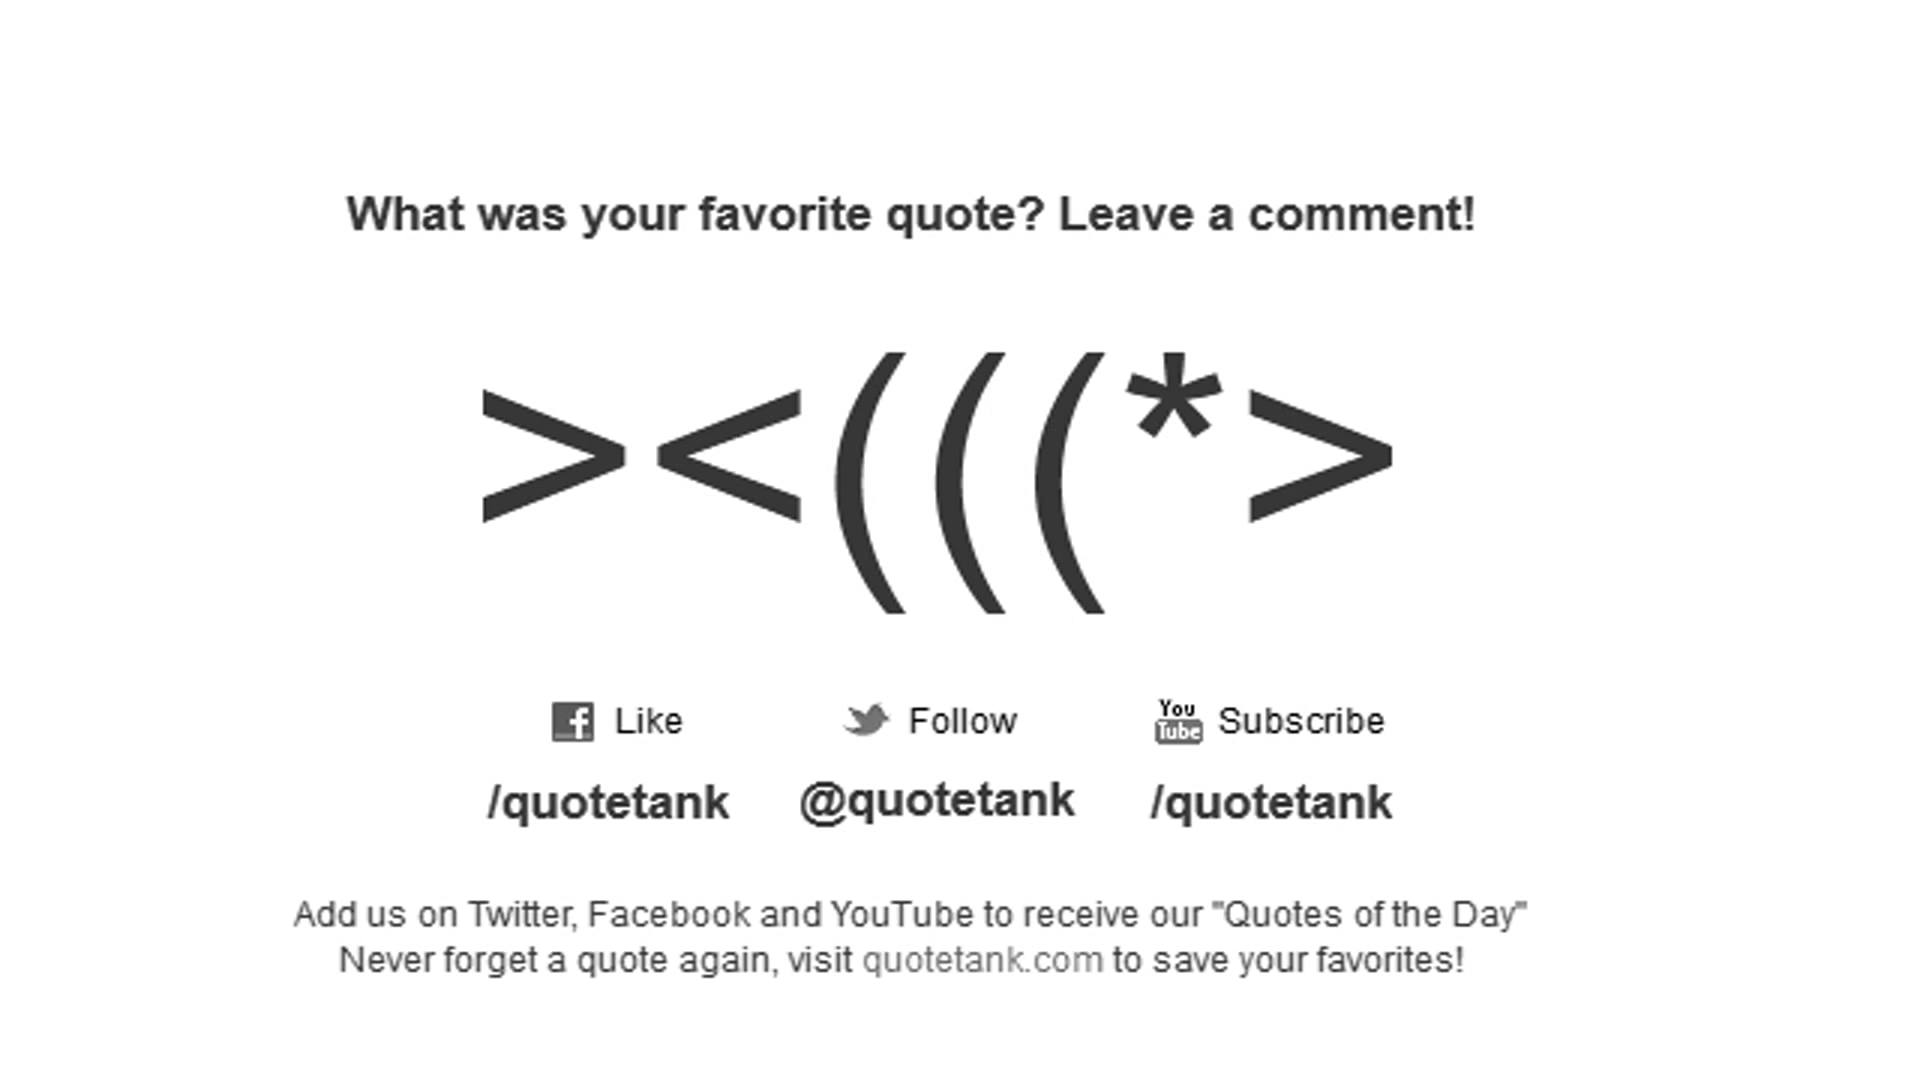 What was your favorite quote? Leave a comment!
><(((*>
f Like Follow You Tube Subscribe
/quotetank @quotetank /quotetank
Add us on Twitter, Facebook and YouTube to receive our "Quotes of the Day"
Never forget a quote again, visit quotetank.com to save your favorites!